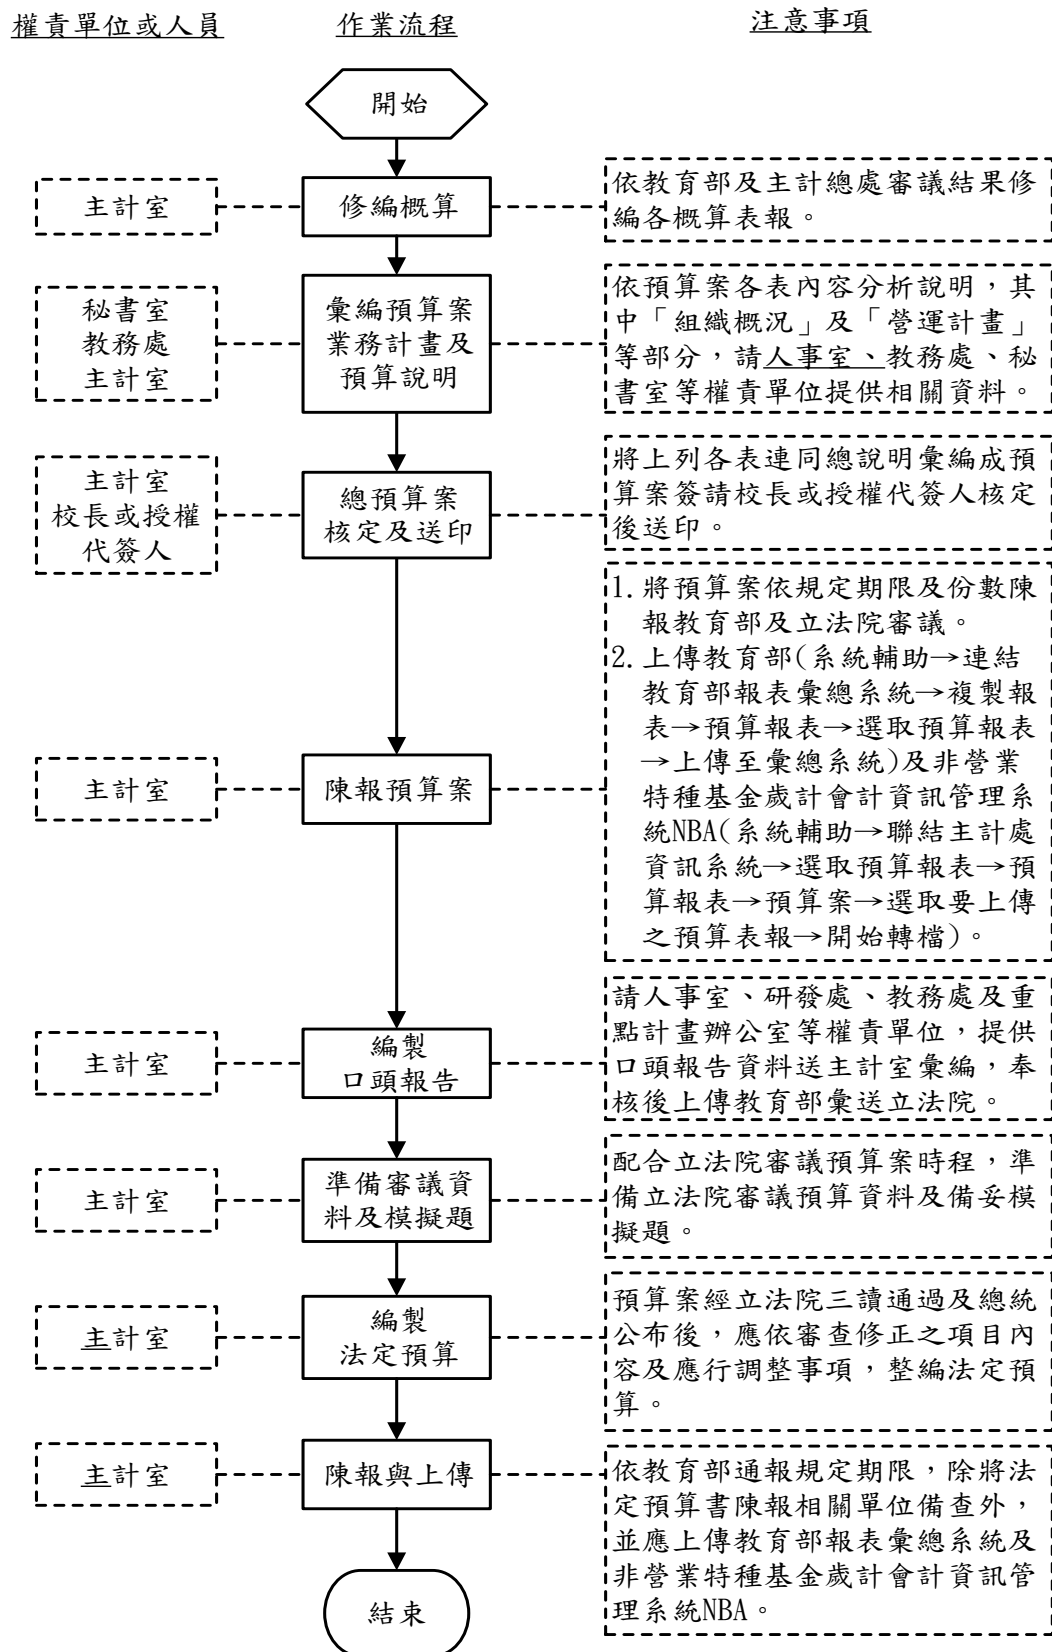 權責單位或人員
作業流程
注意事項
開始
主計室
修編概算
依教育部及主計總處審議結果修
編各概算表報。
秘書室
教務處
主計室
彙編預算案
業務計畫及
預算說明
依預算案各表內容分析說明，其
中「組織概況」及「營運計畫」
等部分，請人事室、教務處、秘
書室等權責單位提供相關資料。
主計室
校長或授權
代簽人
總預算案
核定及送印
將上列各表連同總說明彙編成預
算案簽請校長或授權代簽人核定
後送印。
主計室
陳報預算案
1.將預算案依規定期限及份數陳
報教育部及立法院審議。
2.上傳教育部(系統輔助→連結
教育部報表彙總系統→複製報
表→預算報表→選取預算報表
→上傳至彙總系統)及非營業
特種基金歲計會計資訊管理系
統NBA(系統輔助→聯結主計處
資訊系統→選取預算報表→預
算報表→預算案→選取要上傳
之預算表報→開始轉檔)。
主計室
編製
口頭報告
請人事室、研發處、教務處及重
點計畫辦公室等權責單位，提供
口頭報告資料送主計室彙編，奉
核後上傳教育部彙送立法院。
主計室
準備審議資
料及模擬題
配合立法院審議預算案時程，準
備立法院審議預算資料及備妥模
擬題。
主計室
編製
法定預算
預算案經立法院三讀通過及總統
公布後，應依審查修正之項目內
容及應行調整事項，整編法定預
算。
主計室
陳報與上傳
依教育部通報規定期限，除將法
定預算書陳報相關單位備查外，
並應上傳教育部報表彙總系統及
非營業特種基金歲計會計資訊管
理系統NBA。
結束